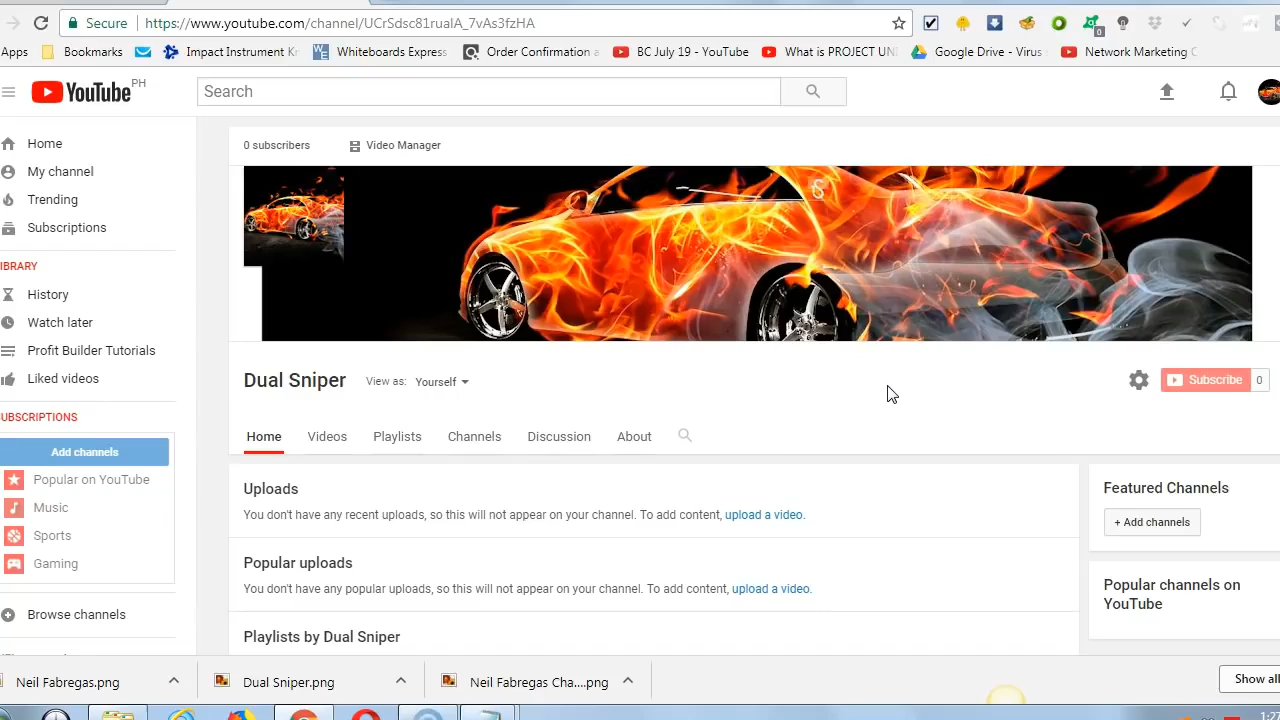 Secure https://www.youtube.com/channel/UCrSdsc81ruaIA_7vAs3fzHA
Apps Bookmarks Impact Instrument Kr Whiteboards Express Order Confirmation a BC July 19 - YouTube What is PROJECT UNI Google Drive - Virus Network Marketing C
YouTube PH
Search
0 subscribers Video Manager
Home
My channel
Trending
Subscriptions
IBRARY
History
Watch later
Profit Builder Tutorials
Liked videos
UBSCRIPTIONS
Add channels
Popular on YouTube
Music
Sports
Gaming
Browse channels
Dual Sniper View as: Yourself
Subscribe 0
Home Videos Playlists Channels Discussion About
Uploads
You don't have any recent uploads, so this will not appear on your channel. To add content, upload a video.
Popular uploads
You don't have any popular uploads, so this will not appear on your channel. To add content, upload a video.
Playlists by Dual Sniper
Featured Channels
+ Add channels
Popular channels on
YouTube
Neil Fabregas.png Dual Sniper.png Neil Fabregas Cha....png Show all